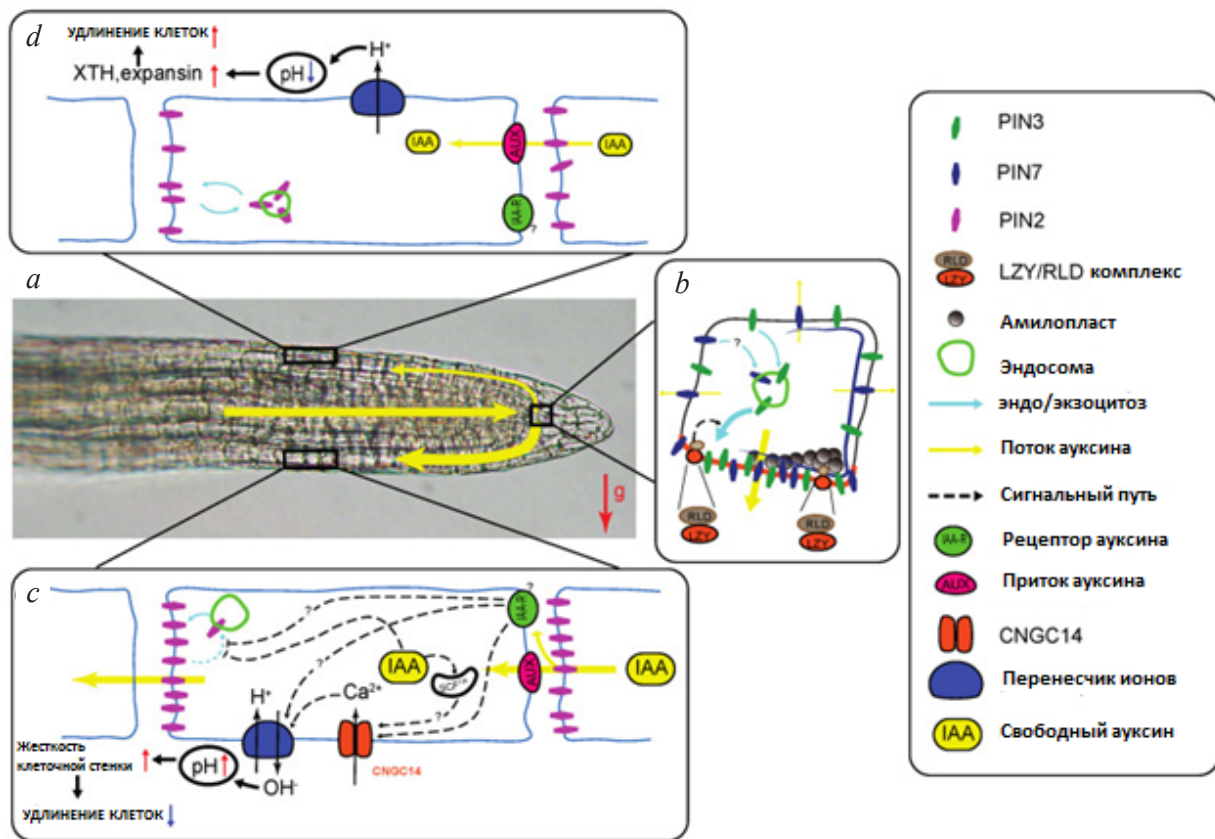 d
УДЛИНЕНИЕ КЛЕТОК
XTH,expansin
pH
H⁺
IAA
AUX
IAA
IAA-R
?
a
g
b
?
RLD
LZY
RLD
LZY
c
?
?
?
?
IAA-R
IAA
AUX
IAA
H⁺
Ca²⁺
CNGC14
OH⁻
pH
Жесткость
клеточной стенки
УДЛИНЕНИЕ КЛЕТОК
PIN3
PIN7
PIN2
RLD
LZY
LZY/RLD комплекс
Амилопласт
Эндосома
эндо/экзоцитоз
Поток ауксина
Сигнальный путь
IAA-R
Рецептор ауксина
AUX
Приток ауксина
CNGC14
Перенесчик ионов
IAA
Свободный ауксин